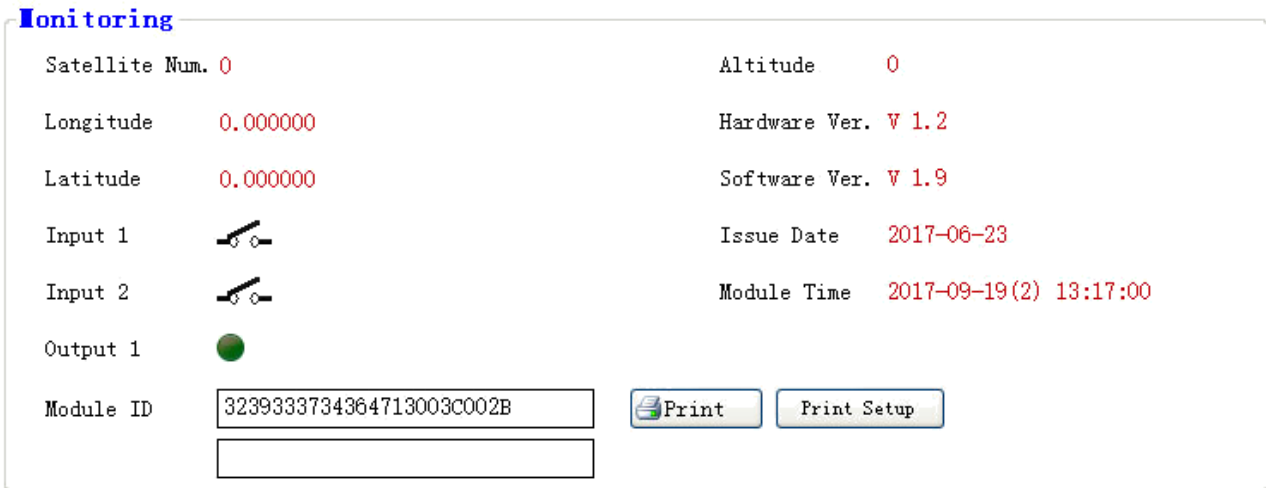 Monitoring
Satellite Num. 0 Altitude 0
Longitude 0.000000 Hardware Ver. V 1.2
Latitude 0.000000 Software Ver. V 1.9
Input 1 Issue Date 2017-06-23
Input 2 Module Time 2017-09-19(2) 13:17:00
Output 1
Module ID 3239333734364713003C002B Print Print Setup